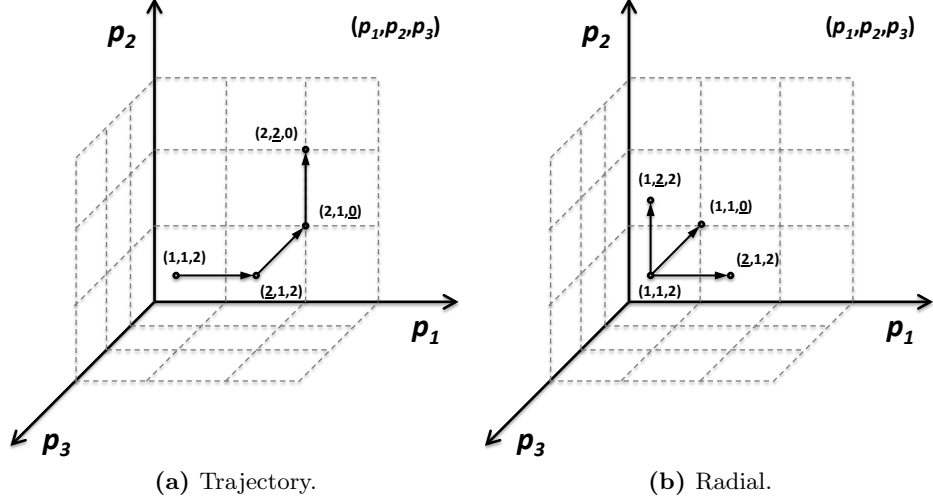 p2
(p1,p2,p3)
(2,2,0)
(2,1,0)
(1,1,2)
(2,1,2)
p1
p3
(a) Trajectory.
p2
(p1,p2,p3)
(1,2,2)
(1,1,0)
(2,1,2)
(1,1,2)
p1
p3
(b) Radial.